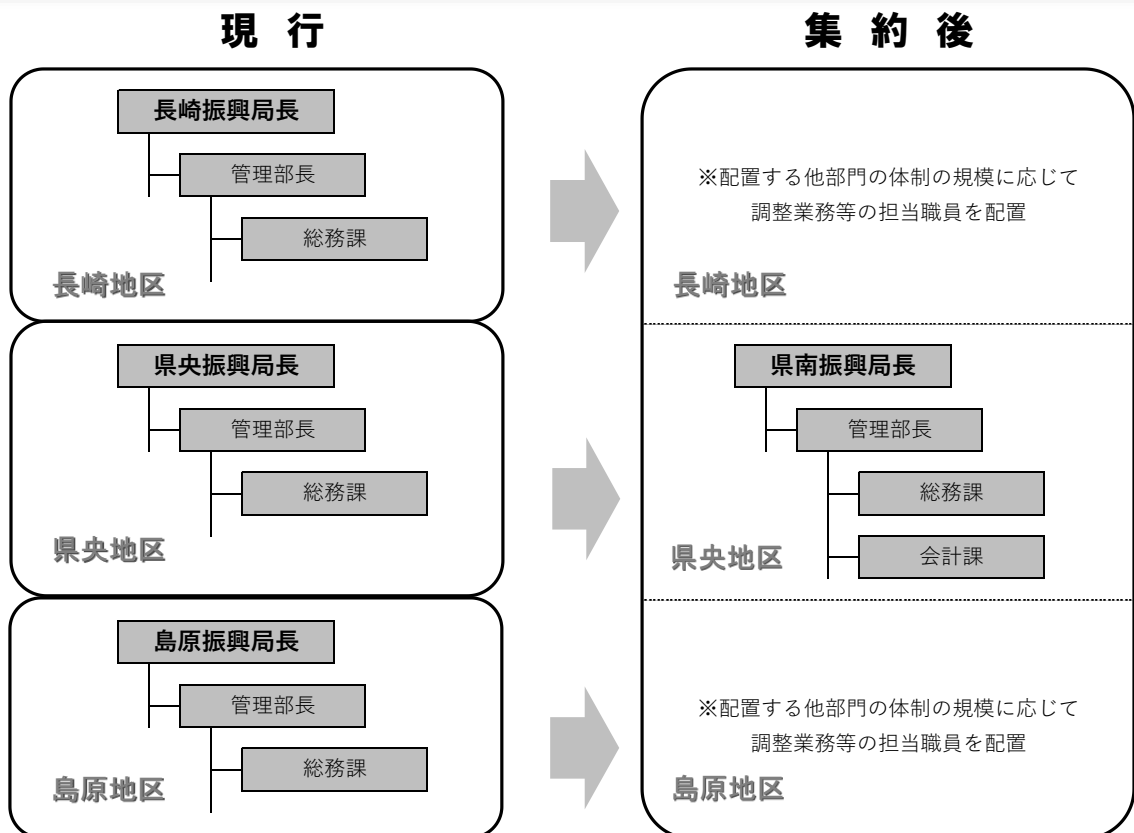 現行
集約後
長崎振興局長
管理部長
総務課
長崎地区
※配置する他部門の体制の規模に応じて
調整業務等の担当職員を配置
長崎地区
県央振興局長
管理部長
総務課
県央地区
県南振興局長
管理部長
総務課
会計課
県央地区
島原振興局長
管理部長
総務課
島原地区
※配置する他部門の体制の規模に応じて
調整業務等の担当職員を配置
島原地区